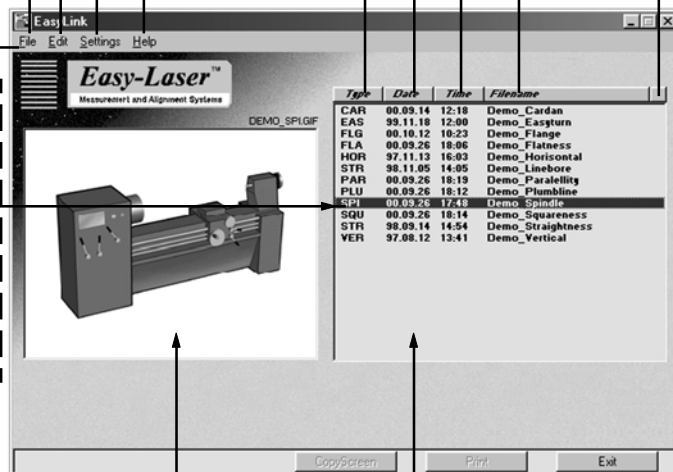 EasyLink
File Edit Settings Help
Easy-Laser™
Measurement and Alignment Systems
DEMO_SPI.GIF
Type Date Time Filename
CAR 00.09.14 12:18 Demo_Cardan
EAS 99.11.18 12:00 Demo_Easyturn
FLG 00.10.12 10:23 Demo_Flange
FLA 00.09.26 18:06 Demo_Flatness
HOR 97.11.13 16:03 Demo_Horisontal
STR 98.11.05 14:05 Demo_Linebore
PAR 00.09.26 18:19 Demo_Paralellity
PLU 00.09.26 18:12 Demo_Plumbline
SPI 00.09.26 17:48 Demo_Spindle
SQU 00.09.26 18:14 Demo_Squareness
STR 98.09.14 14:54 Demo_Straightness
VER 97.08.12 13:41 Demo_Vertical
CopyScreen Print Exit